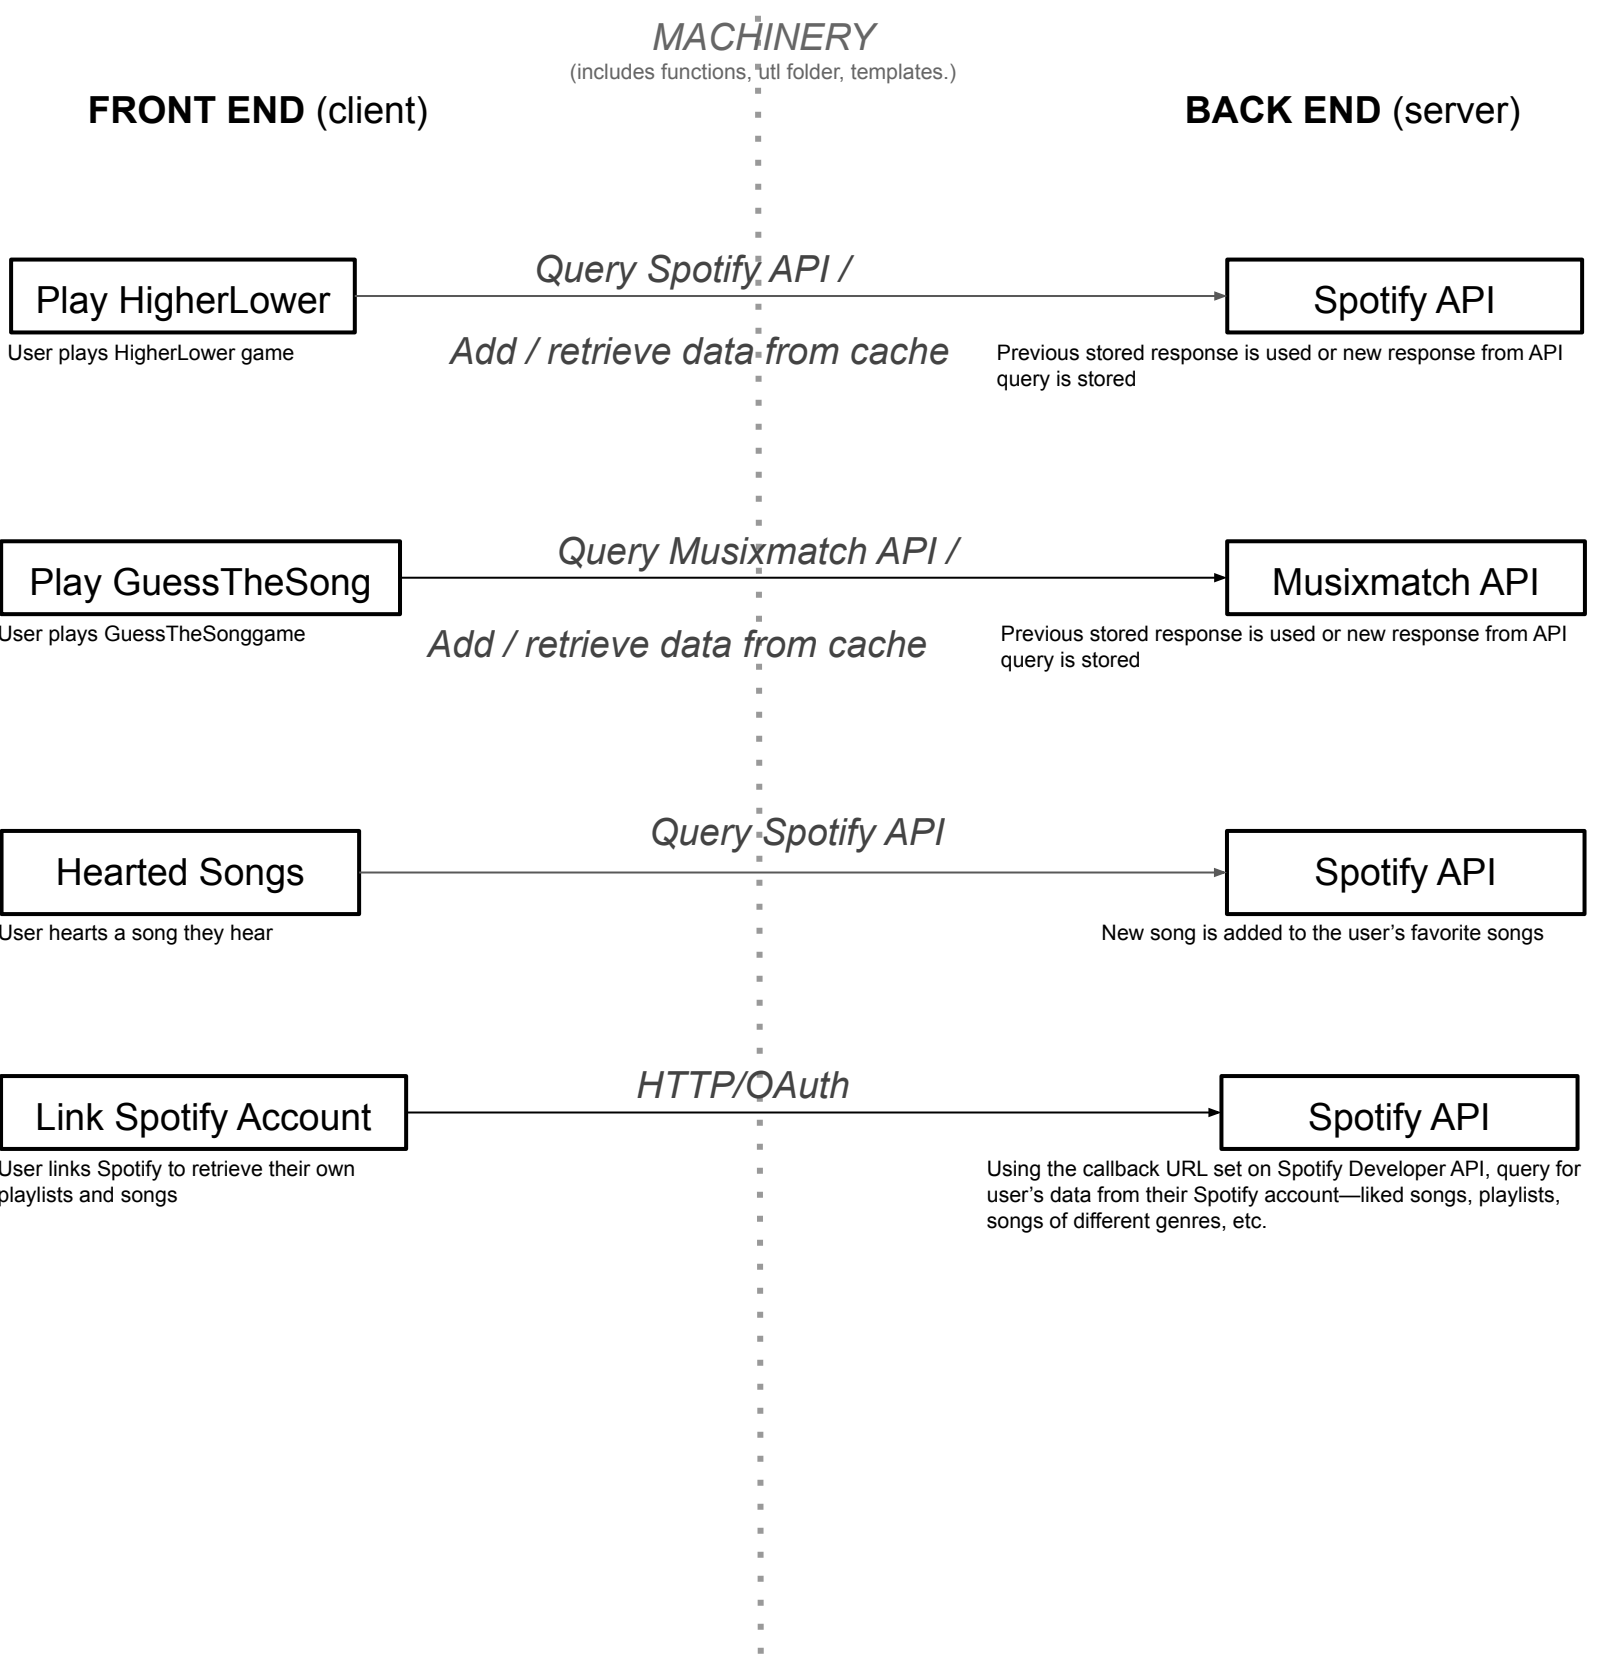 MACHINERY
(includes functions, utl folder, templates.)
FRONT END (client)
BACK END (server)
Play HigherLower
Query Spotify API /
Spotify API
User plays HigherLower game
Add / retrieve data from cache
Previous stored response is used or new response from API
query is stored
Play GuessTheSong
Query Musixmatch API /
Musixmatch API
User plays GuessTheSonggame
Add / retrieve data from cache
Previous stored response is used or new response from API
query is stored
Hearted Songs
Query Spotify API
Spotify API
User hearts a song they hear
New song is added to the user’s favorite songs
Link Spotify Account
HTTP/OAuth
Spotify API
User links Spotify to retrieve their own
playlists and songs
Using the callback URL set on Spotify Developer API, query for
user’s data from their Spotify account—liked songs, playlists,
songs of different genres, etc.